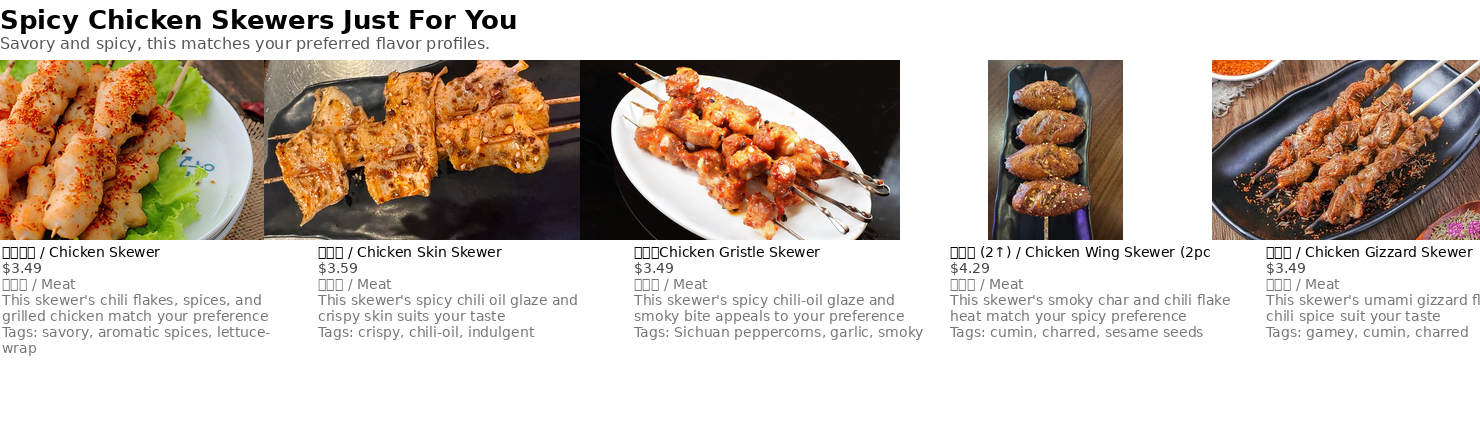 Spicy Chicken Skewers Just For You
Savory and spicy, this matches your preferred flavor profiles.
/ Chicken Skewer
$3.49
/ Meat
This skewer's chili flakes, spices, and
grilled chicken match your preference
Tags: savory, aromatic spices, lettuce-
wrap
/ Chicken Skin Skewer
$3.59
/ Meat
This skewer's spicy chili oil glaze and
crispy skin suits your taste
Tags: crispy, chili-oil, indulgent
Chicken Gristle Skewer
$3.49
/ Meat
This skewer's spicy chili-oil glaze and
smoky bite appeals to your preference
Tags: Sichuan peppercorns, garlic, smoky
(2↑) / Chicken Wing Skewer (2pc
$4.29
/ Meat
This skewer's smoky char and chili flake
heat match your spicy preference
Tags: cumin, charred, sesame seeds
/ Chicken Gizzard Skewer
$3.49
/ Meat
This skewer's umami gizzard
chili spice suit your taste
Tags: gamey, cumin, charred